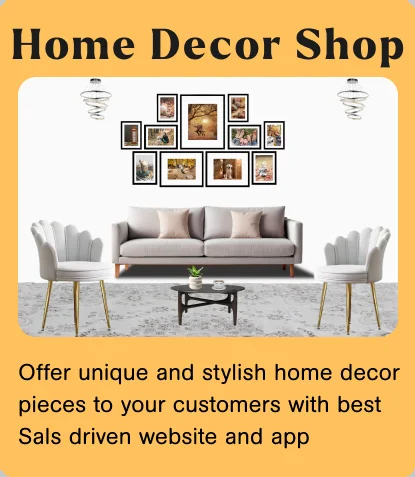 Home Decor Shop
Offer unique and stylish home decor
pieces to your customers with best
Sals driven website and app